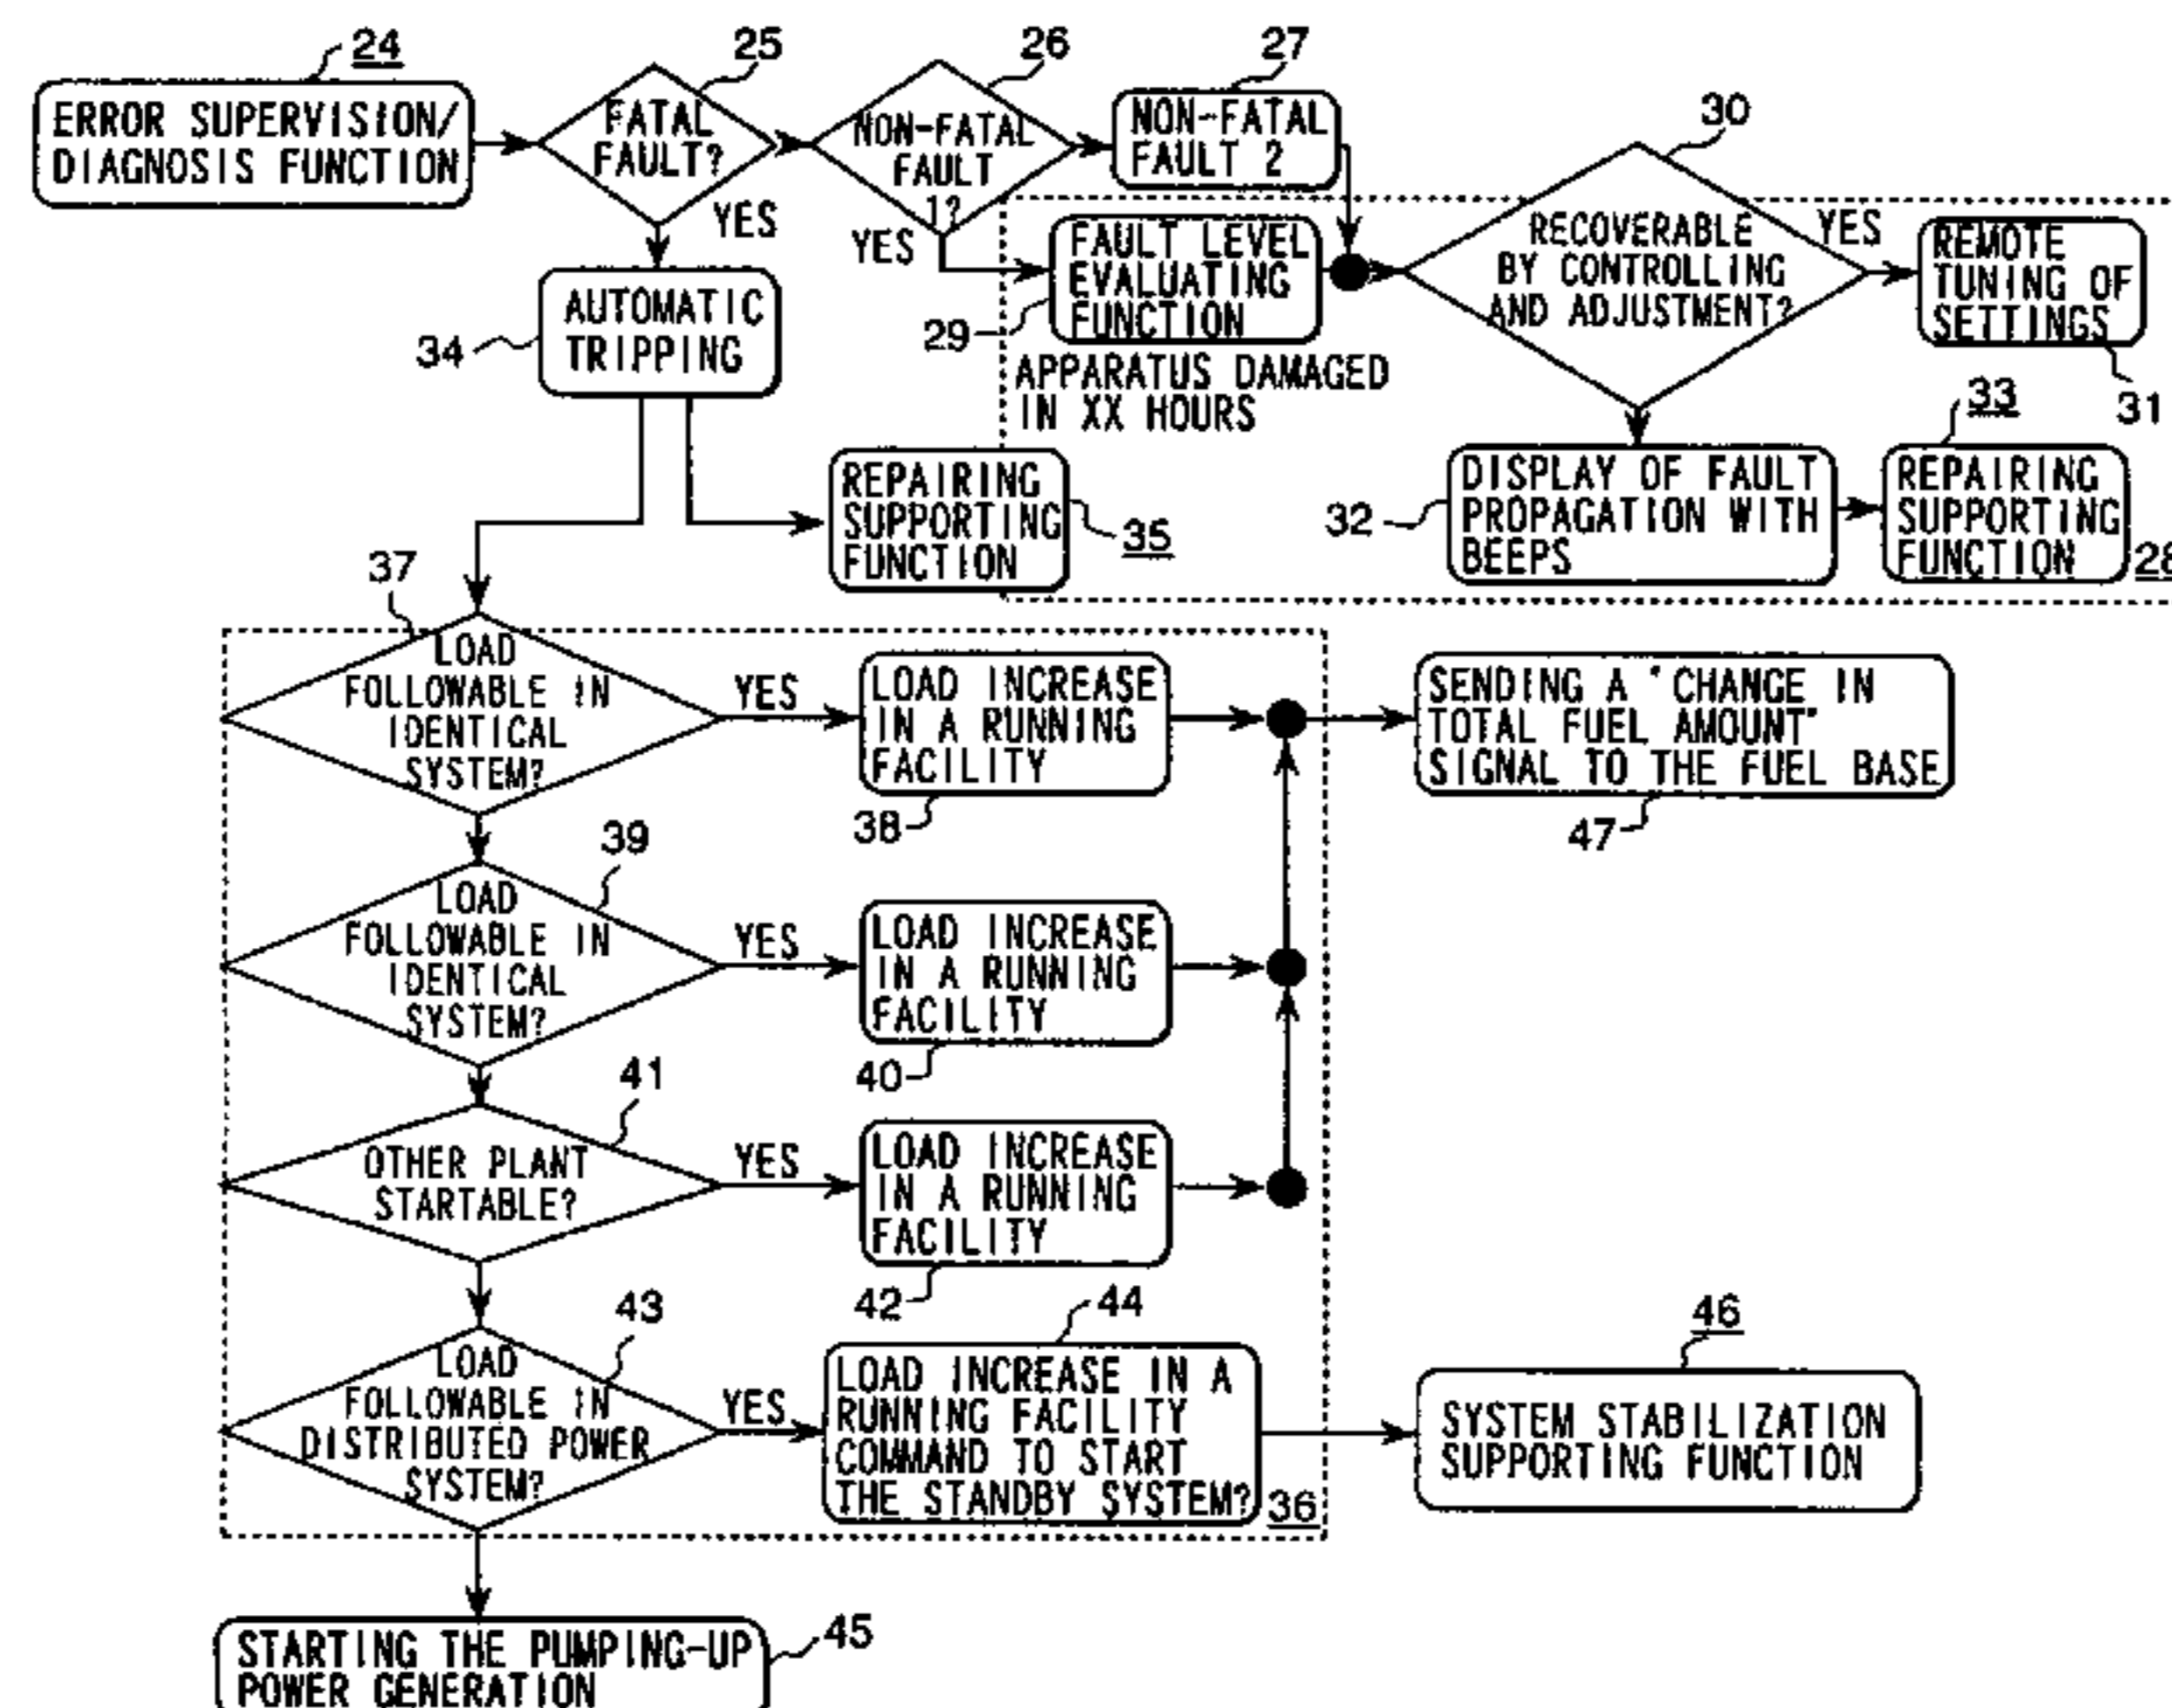 24
25
26
27
ERROR SUPERVISION/
DIAGNOSIS FUNCTION
FATAL
FAULT?
NON-FATAL
FAULT
1?
NON-FATAL
FAULT 2
30
YES
YES
FAULT LEVEL
EVALUATING
FUNCTION
29
RECOVERABLE
BY CONTROLLING
AND ADJUSTMENT?
YES
REMOTE
TUNING OF
SETTINGS
31
AUTOMATIC
TRIPPING
34
APPARATUS DAMAGED
IN XX HOURS
33
REPAIRING
SUPPORTING
FUNCTION
35
32
DISPLAY OF FAULT
PROPAGATION WITH
BEEPS
REPAIRING
SUPPORTING
FUNCTION
28
37
LOAD
FOLLOWABLE IN
IDENTICAL
SYSTEM?
YES
LOAD INCREASE
IN A RUNNING
FACILITY
38
SENDING A "CHANGE IN
TOTAL FUEL AMOUNT"
SIGNAL TO THE FUEL BASE
47
39
LOAD
FOLLOWABLE IN
IDENTICAL
SYSTEM?
YES
LOAD INCREASE
IN A RUNNING
FACILITY
40
41
OTHER PLANT
STARTABLE?
YES
LOAD INCREASE
IN A RUNNING
FACILITY
42
43
LOAD
FOLLOWABLE IN
DISTRIBUTED POWER
SYSTEM?
YES
44
LOAD INCREASE IN A
RUNNING FACILITY
COMMAND TO START
THE STANDBY SYSTEM?
36
46
SYSTEM STABILIZATION
SUPPORTING FUNCTION
STARTING THE PUMPING-UP
POWER GENERATION
45